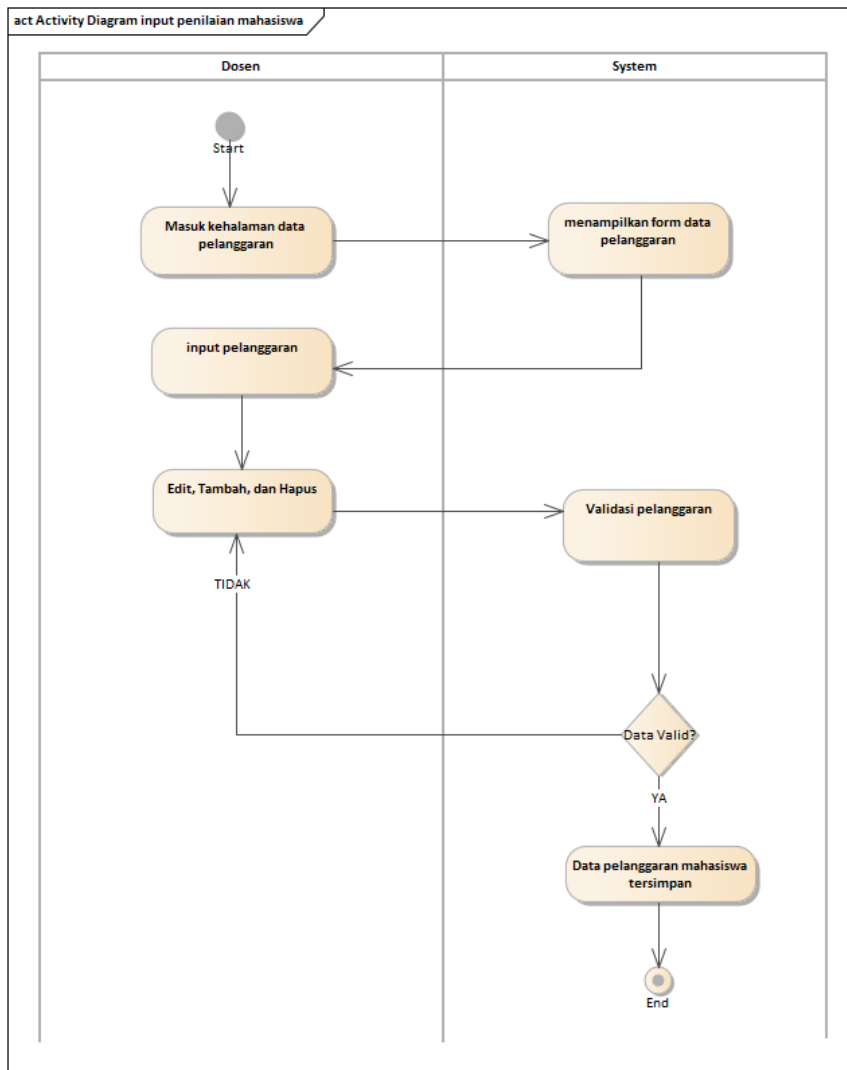 act Activity Diagram input penilaian mahasiswa
Dosen
System
Start
Masuk kehalaman data
pelanggaran
menampilkan form data
pelanggaran
input pelanggaran
Edit, Tambah, dan Hapus
Validasi pelanggaran
TIDAK
Data Valid?
YA
Data pelanggaran mahasiswa
tersimpan
End